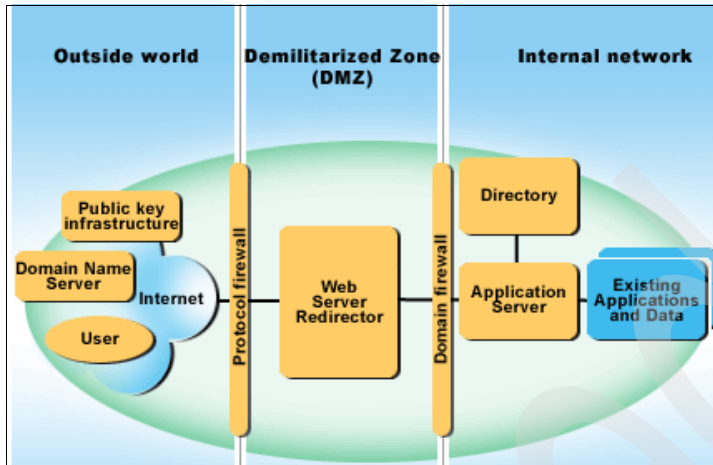 Outside world
Demilitarized Zone
(DMZ)
Internal network
Public key
infrastructure
Domain Name
Server
Internet
User
Protocol firewall
Web
Server
Redirector
Domain firewall
Directory
Application
Server
Existing
Applications
and Data